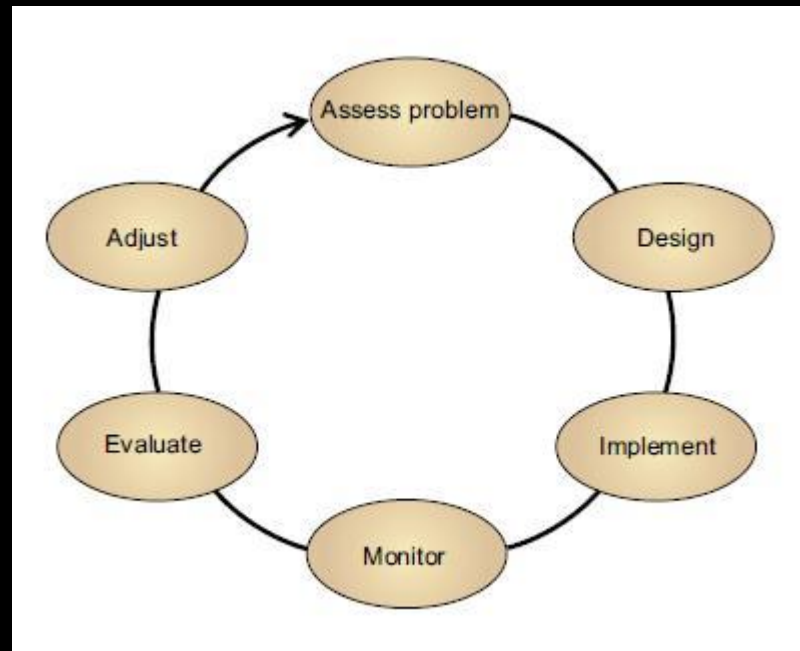 Assess problem
Design
Implement
Monitor
Evaluate
Adjust